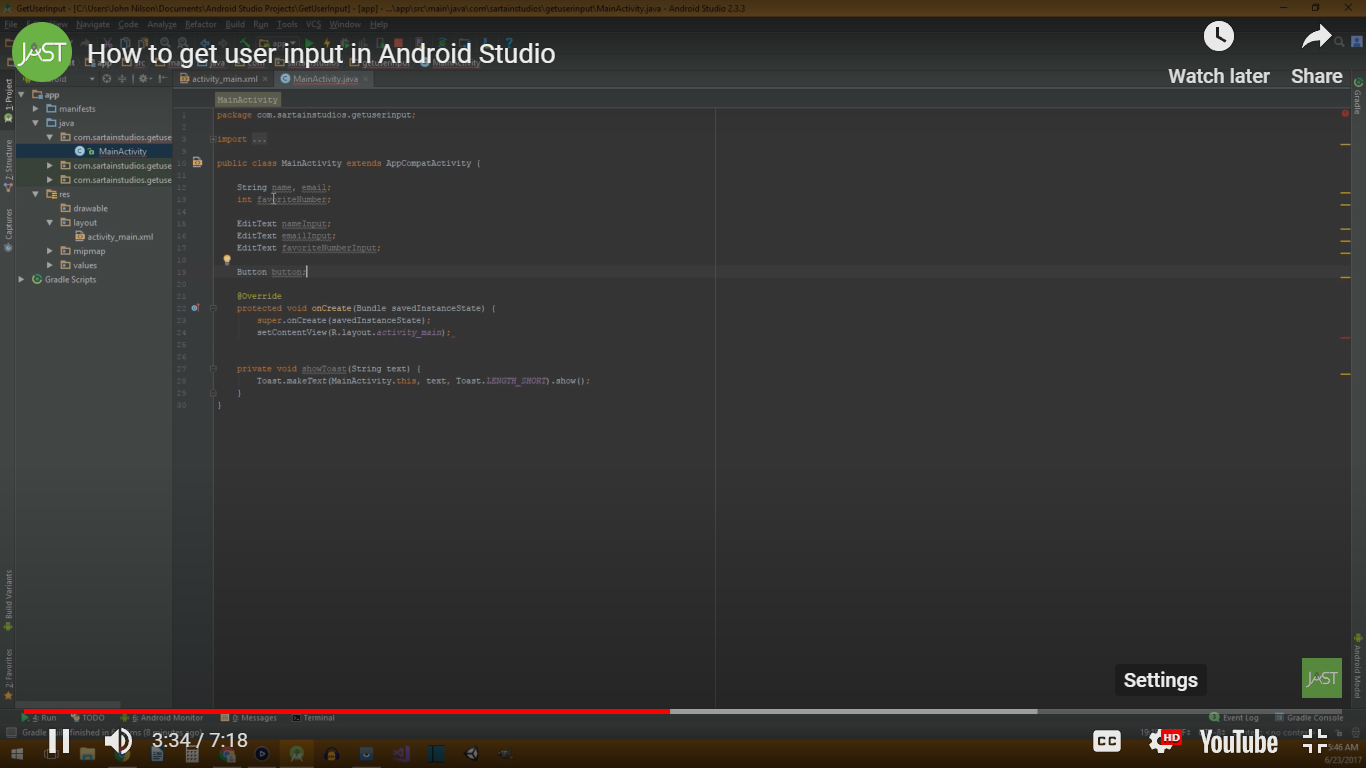 GetUserInput - [C:\Users\John Nilson\Documents\Android Studio Projects\GetUserInput] - [app] - ...\app\src\main\java\com\sartainstudios\getuserinput\MainActivity.java - Android Studio 2.3.3
File Edit View Navigate Code Analyze Refactor Build Run Tools VCS Window Help
JAST
How to get user input in Android Studio
Watch later
Share
activity_main.xml
MainActivity.java
1: Project
Z: Structure
Captures
Build Variants
2: Favorites
Gradle
Android Model
app
manifests
java
com.sartainstudios.getuse
MainActivity
com.sartainstudios.getuse
com.sartainstudios.getuse
res
drawable
layout
activity_main.xml
mipmap
values
Gradle Scripts
MainActivity
1 package com.sartainstudios.getuserinput;
2
3 import ...
9
10 public class MainActivity extends AppCompatActivity {
11
12 String name, email;
13 int favoriteNumber;
14
15 EditText nameInput;
16 EditText emailInput;
17 EditText favoriteNumberInput;
18
19 Button button;
20
21 @Override
22 protected void onCreate(Bundle savedInstanceState) {
23 super.onCreate(savedInstanceState);
24 setContentView(R.layout.activity_main);
25
26
27 private void showToast(String text) {
28 Toast.makeText(MainActivity.this, text, Toast.LENGTH_SHORT).show();
29 }
30 }
Settings
JAST
4: Run
TODO
6: Android Monitor
0: Messages
Terminal
Event Log
Gradle Console
3:34 / 7:18
CC
HD
YouTube
5:46 AM
6/23/2017